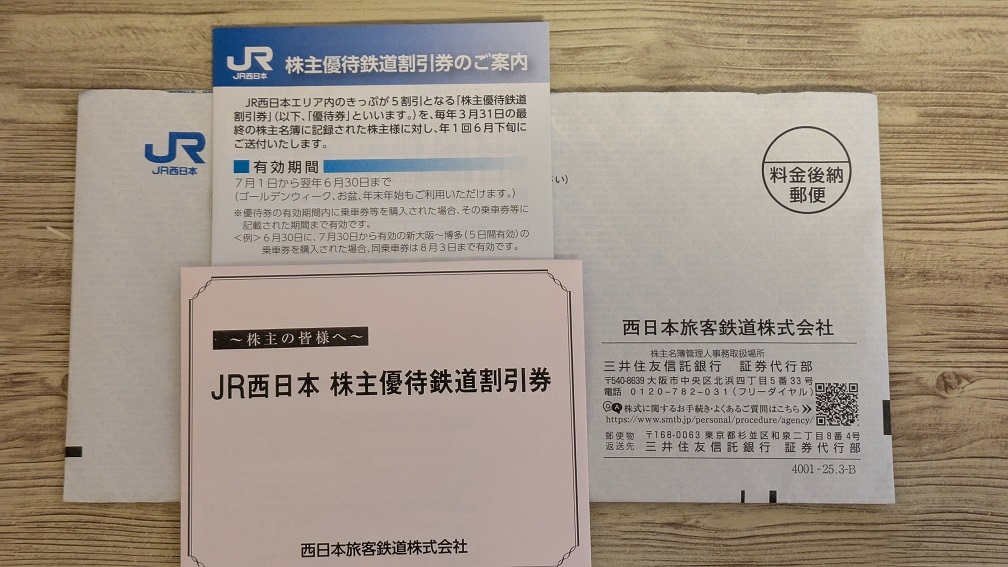 JR
JR西日本
株主優待鉄道割引券のご案内
JR西日本エリア内のきっぷが5割引となる「株主優待鉄道
割引券」(以下、「優待券」といいます。)を、毎年3月31日の最
終の株主名簿に記録された株主様に対し、年1回6月下旬に
ご送付いたします。
■有効期間
7月1日から翌年6月30日まで
(ゴールデンウィーク、お盆、年末年始もご利用いただけます。)
※優待券の有効期間内に乗車券等を購入された場合、その乗車券等に
記載された期間まで有効です。
<例>6月30日に、7月30日から有効の新大阪〜博多(5日間有効)の
乗車券を購入された場合、同乗車券は8月3日まで有効です。
JR
JR西日本
さい)
料金後納
郵便
〜株主の皆様へ〜
JR西日本 株主優待鉄道割引券
西日本旅客鉄道株式会社
西日本旅客鉄道株式会社
株主名簿管理人事務取扱場所
三井住友信託銀行 証券代行部
〒540-8639 大阪市中央区北浜四丁目5番33号
電話 0120-782-031(フリーダイヤル)
QA株式に関するお手続き・よくあるご質問はこちら
https://www.smtb.jp/personal/procedure/agency/
郵便物 〒168-0063 東京都杉並区和泉二丁目8番4号
返送先 三井住友信託銀行 証券代行部
4001-25.3-B